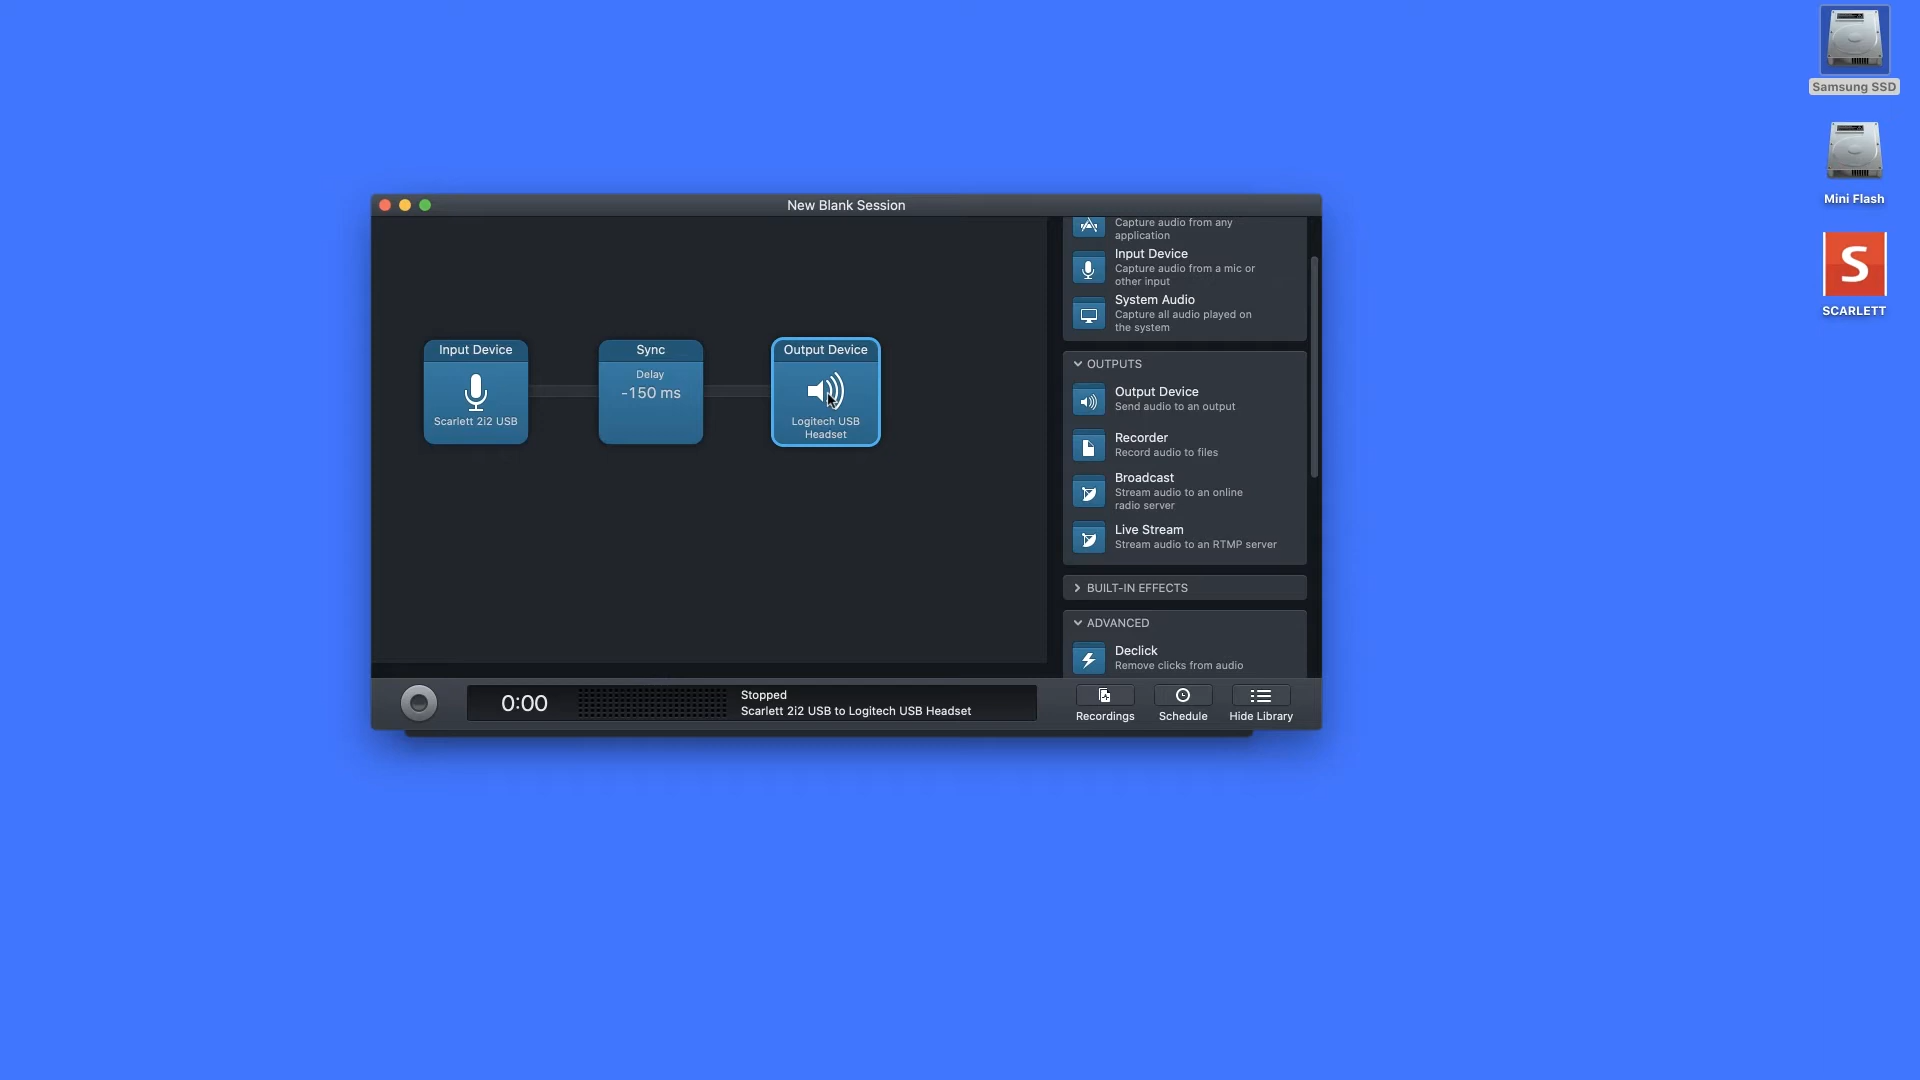 Samsung SSD
Mini Flash
S
SCARLETT
New Blank Session
Input Device
Scarlett 2i2 USB
Sync
Delay
-150 ms
Output Device
Logitech USB
Headset
Capture audio from any
application
Input Device
Capture audio from a mic or
other input
System Audio
Capture all audio played on
the system
OUTPUTS
Output Device
Send audio to an output
Recorder
Record audio to files
Broadcast
Stream audio to an online
radio server
Live Stream
Stream audio to an RTMP server
BUILT-IN EFFECTS
ADVANCED
Declick
Remove clicks from audio
0:00
Stopped
Scarlett 2i2 USB to Logitech USB Headset
Recordings
Schedule
Hide Library